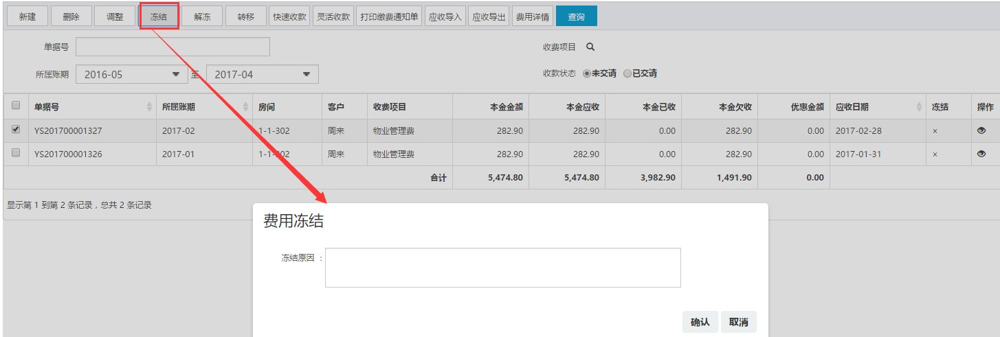 新建 删除 调整 冻结 解冻 转移 快速收款 灵活收款 打印缴费通知单 应收导入 应收导出 费用详情 查询
单据号 收费项目
所属账期 2016-05 至 2017-04 收款状态 未交请 已交请
单据号 所属账期 房间 客户 收费项目 本金金额 本金应收 本金已收 本金欠收 优惠金额 应收日期 冻结 操作
YS201700001327 2017-02 1-1-302 周来 物业管理费 282.90 282.90 0.00 282.90 0.00 2017-02-28 ×
YS201700001326 2017-01 1-1-302 周来 物业管理费 282.90 282.90 0.00 282.90 0.00 2017-01-31 ×
合计 5,474.80 5,474.80 3,982.90 1,491.90 0.00
显示第 1 到第 2 条记录，总共 2 条记录
费用冻结
冻结原因 ：
确认 取消